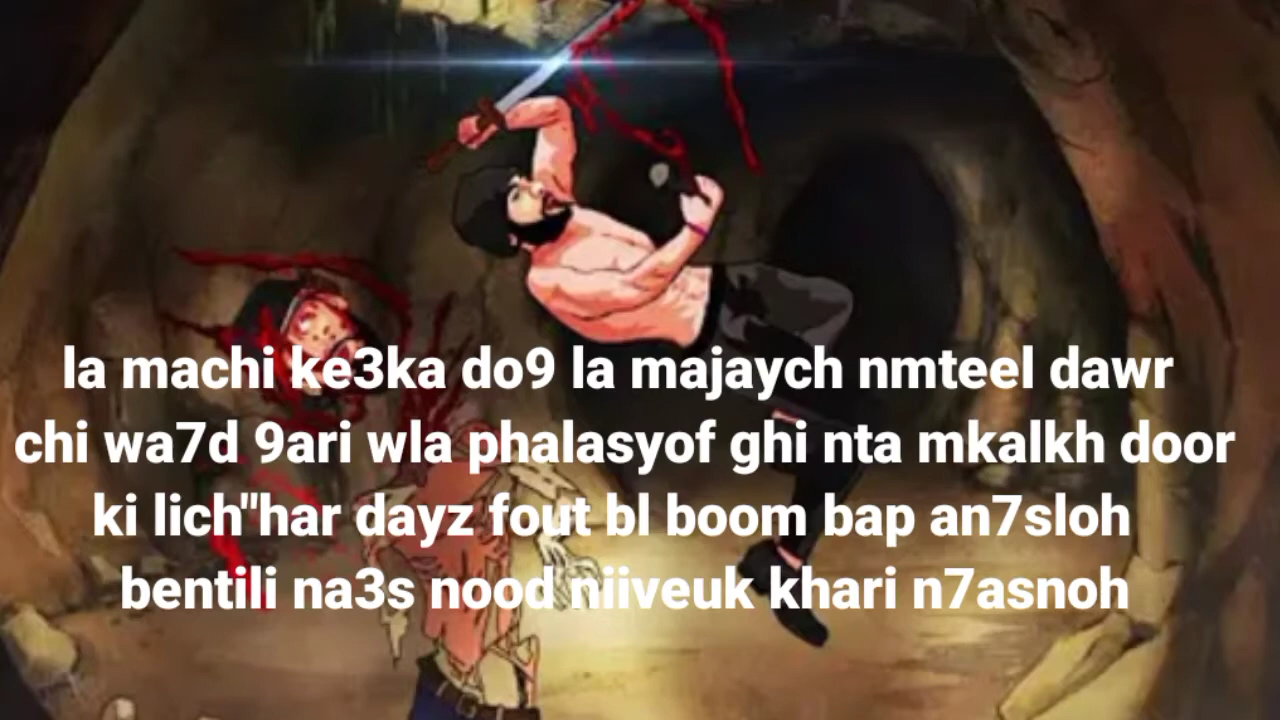 la machi ke3ka do9 la majaych nmteel dawr
chi wa7d 9ari wla phalasyof ghi nta mkalkh door
ki lich"har dayz fout bl boom bap an7sloh
bentili na3s nood niiveuk khari n7asnoh